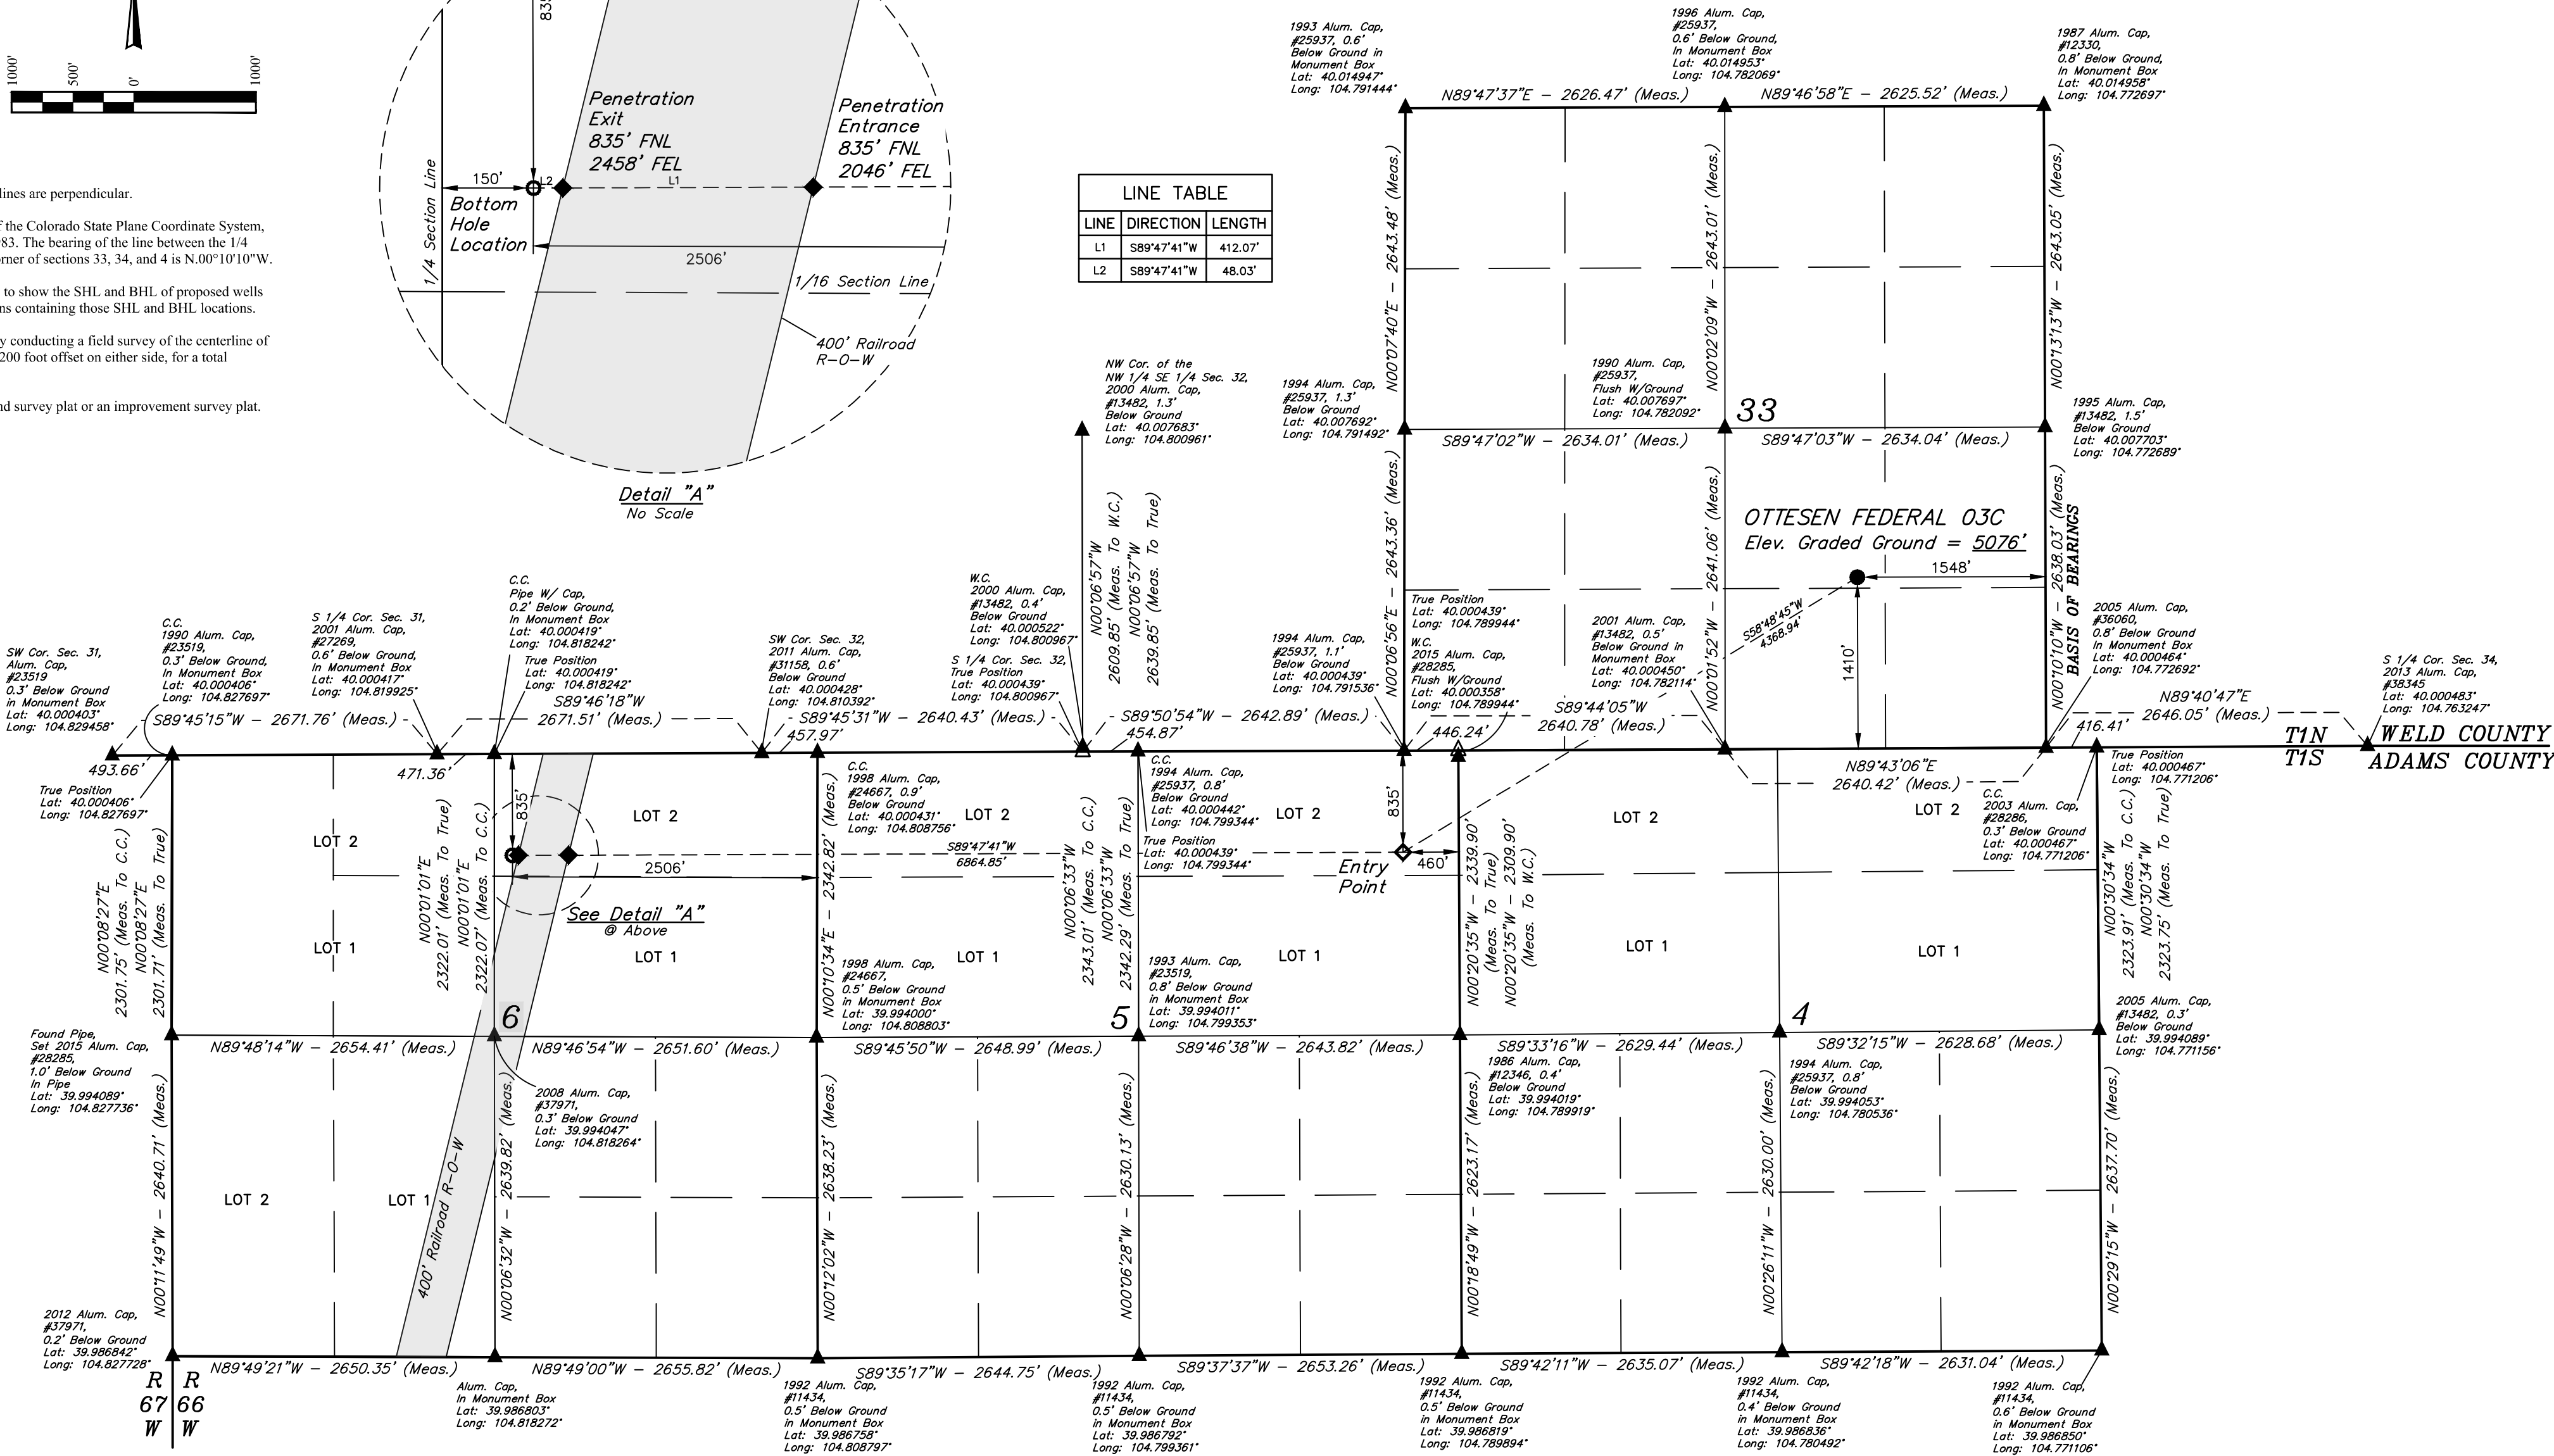 1000'
500'
0'
1000'
lines are perpendicular.
f the Colorado State Plane Coordinate System,
83. The bearing of the line between the 1/4
orner of sections 33, 34, and 4 is N.00°10'10"W.
to show the SHL and BHL of proposed wells
ns containing those SHL and BHL locations.
y conducting a field survey of the centerline of
200 foot offset on either side, for a total
nd survey plat or an improvement survey plat.
835'
Penetration
Exit
835' FNL
2458' FEL
Penetration
Entrance
835' FNL
2046' FEL
1/4 Section Line
150'
L2
L1
Bottom
Hole
Location
2506'
1/16 Section Line
400' Railroad
R-O-W
Detail "A"
No Scale
LINE TABLE
LINE DIRECTION LENGTH
L1 S89°47'41"W 412.07'
L2 S89°47'41"W 48.03'
1993 Alum. Cap,
#25937, 0.6'
Below Ground in
Monument Box
Lat: 40.014947°
Long: 104.791444°
1996 Alum. Cap,
#25937,
0.6' Below Ground,
In Monument Box
Lat: 40.014953°
Long: 104.782069°
1987 Alum. Cap,
#12330,
0.8' Below Ground,
In Monument Box
Lat: 40.014958°
Long: 104.772697°
N89°47'37"E - 2626.47' (Meas.)
N89°46'58"E - 2625.52' (Meas.)
N00°07'40"E - 2643.48' (Meas.)
N00°02'09"W - 2643.01' (Meas.)
N00°13'13"W - 2643.05' (Meas.)
NW Cor. of the
NW 1/4 SE 1/4 Sec. 32,
2000 Alum. Cap,
#13482, 1.3'
Below Ground
Lat: 40.007683°
Long: 104.800961°
1994 Alum. Cap,
#25937, 1.3'
Below Ground
Lat: 40.007692°
Long: 104.791492°
1990 Alum. Cap,
#25937,
Flush W/Ground
Lat: 40.007697°
Long: 104.782092°
33
1995 Alum. Cap,
#13482, 1.5'
Below Ground
Lat: 40.007703°
Long: 104.772689°
S89°47'02"W - 2634.01' (Meas.)
S89°47'03"W - 2634.04' (Meas.)
N00°06'57"W
2609.85' (Meas. To W.C.)
N00°06'57"W
2639.85' (Meas. To True)
N00°06'56"E - 2643.36' (Meas.)
N00°01'52"W - 2641.06' (Meas.)
N00°10'10"W - 2638.03' (Meas.)
BASIS OF BEARINGS
OTTESEN FEDERAL 03C
Elev. Graded Ground = 5076'
1548'
1410'
S58°48'45"W
4368.94'
SW Cor. Sec. 31,
Alum. Cap,
#23519
0.3' Below Ground
in Monument Box
Lat: 40.000403°
Long: 104.829458°
C.C.
1990 Alum. Cap,
#23519,
0.3' Below Ground,
In Monument Box
Lat: 40.000406°
Long: 104.827697°
S 1/4 Cor. Sec. 31,
2001 Alum. Cap,
#27269,
0.6' Below Ground,
In Monument Box
Lat: 40.000417°
Long: 104.819925°
C.C.
Pipe W/ Cap,
0.2' Below Ground,
In Monument Box
Lat: 40.000419°
Long: 104.818242°
True Position
Lat: 40.000419°
Long: 104.818242°
SW Cor. Sec. 32,
2011 Alum. Cap,
#31158, 0.6'
Below Ground
Lat: 40.000428°
Long: 104.810392°
W.C.
2000 Alum. Cap,
#13482, 0.4'
Below Ground
Lat: 40.000522°
Long: 104.800967°
S 1/4 Cor. Sec. 32,
True Position
Lat: 40.000439°
Long: 104.800967°
1994 Alum. Cap,
#25937, 1.1'
Below Ground
Lat: 40.000439°
Long: 104.791536°
True Position
Lat: 40.000439°
Long: 104.789944°
W.C.
2015 Alum. Cap,
#28285,
Flush W/Ground
Lat: 40.000358°
Long: 104.789944°
2001 Alum. Cap,
#13482, 0.5'
Below Ground in
Monument Box
Lat: 40.000450°
Long: 104.782114°
2005 Alum. Cap,
#36060,
0.8' Below Ground
In Monument Box
Lat: 40.000464°
Long: 104.772692°
S 1/4 Cor. Sec. 34,
2013 Alum. Cap,
#38345
Lat: 40.000483°
Long: 104.763247°
S89°45'15"W - 2671.76' (Meas.)
S89°46'18"W
2671.51' (Meas.)
S89°45'31"W - 2640.43' (Meas.)
S89°50'54"W - 2642.89' (Meas.)
S89°44'05"W
2640.78' (Meas.)
N89°43'06"E
2640.42' (Meas.)
N89°40'47"E
2646.05' (Meas.)
493.66'
471.36'
457.97'
454.87'
446.24'
416.41'
T1N
T1S
WELD COUNTY
ADAMS COUNTY
True Position
Lat: 40.000406°
Long: 104.827697°
C.C.
1998 Alum. Cap,
#24667, 0.9'
Below Ground
Lat: 40.000431°
Long: 104.808756°
C.C.
1994 Alum. Cap,
#25937, 0.8'
Below Ground
Lat: 40.000442°
Long: 104.799344°
True Position
Lat: 40.000439°
Long: 104.799344°
C.C.
2003 Alum. Cap,
#28286,
0.3' Below Ground
Lat: 40.000467°
Long: 104.771206°
True Position
Lat: 40.000467°
Long: 104.771206°
LOT 2
LOT 2
LOT 2
LOT 2
LOT 2
LOT 2
835'
835'
2506'
S89°47'41"W
6864.85'
Entry
Point
460'
See Detail "A"
@ Above
LOT 1
LOT 1
LOT 1
LOT 1
LOT 1
LOT 1
N00°08'27"E
2301.75' (Meas. To C.C.)
N00°08'27"E
2301.71' (Meas. To True)
N00°01'01"E
2322.01' (Meas. To True)
N00°01'01"E
2322.07' (Meas. To C.C.)
N00°10'34"E - 2342.82' (Meas.)
N00°06'33"W
2343.01' (Meas. To C.C.)
N00°06'33"W
2342.29' (Meas. To True)
N00°20'35"W - 2339.90'
(Meas. To True)
N00°20'35"W - 2309.90'
(Meas. To W.C.)
N00°30'34"W
2323.91' (Meas. To C.C.)
N00°30'34"W
2323.75' (Meas. To True)
6
5
4
Found Pipe,
Set 2015 Alum. Cap,
#28285,
1.0' Below Ground
In Pipe
Lat: 39.994089°
Long: 104.827736°
1998 Alum. Cap,
#24667,
0.5' Below Ground
in Monument Box
Lat: 39.994000°
Long: 104.808803°
1993 Alum. Cap,
#23519,
0.8' Below Ground
in Monument Box
Lat: 39.994011°
Long: 104.799353°
2005 Alum. Cap,
#13482, 0.3'
Below Ground
Lat: 39.994089°
Long: 104.771156°
N89°48'14"W - 2654.41' (Meas.)
N89°46'54"W - 2651.60' (Meas.)
S89°45'50"W - 2648.99' (Meas.)
S89°46'38"W - 2643.82' (Meas.)
S89°33'16"W - 2629.44' (Meas.)
S89°32'15"W - 2628.68' (Meas.)
2008 Alum. Cap,
#37971,
0.3' Below Ground
Lat: 39.994047°
Long: 104.818264°
1986 Alum. Cap,
#12346, 0.4'
Below Ground
Lat: 39.994019°
Long: 104.789919°
1994 Alum. Cap,
#25937, 0.8'
Below Ground
Lat: 39.994053°
Long: 104.780536°
LOT 2
LOT 1
400' Railroad R-O-W
N00°11'49"W - 2640.71' (Meas.)
N00°06'32"W - 2639.82' (Meas.)
N00°12'02"W - 2638.23' (Meas.)
N00°06'28"W - 2630.13' (Meas.)
N00°18'49"W - 2623.17' (Meas.)
N00°26'11"W - 2630.00' (Meas.)
N00°29'15"W - 2637.70' (Meas.)
2012 Alum. Cap,
#37971,
0.2' Below Ground
Lat: 39.986842°
Long: 104.827728°
N89°49'21"W - 2650.35' (Meas.)
N89°49'00"W - 2655.82' (Meas.)
S89°35'17"W - 2644.75' (Meas.)
S89°37'37"W - 2653.26' (Meas.)
S89°42'11"W - 2635.07' (Meas.)
S89°42'18"W - 2631.04' (Meas.)
R R
67 66
W W
Alum. Cap,
In Monument Box
Lat: 39.986803°
Long: 104.818272°
1992 Alum. Cap,
#11434,
0.5' Below Ground
in Monument Box
Lat: 39.986758°
Long: 104.808797°
1992 Alum. Cap,
#11434,
0.5' Below Ground
in Monument Box
Lat: 39.986792°
Long: 104.799361°
1992 Alum. Cap,
#11434,
0.5' Below Ground
in Monument Box
Lat: 39.986819°
Long: 104.789894°
1992 Alum. Cap,
#11434,
0.4' Below Ground
in Monument Box
Lat: 39.986836°
Long: 104.780492°
1992 Alum. Cap,
#11434,
0.6' Below Ground
in Monument Box
Lat: 39.986850°
Long: 104.771106°